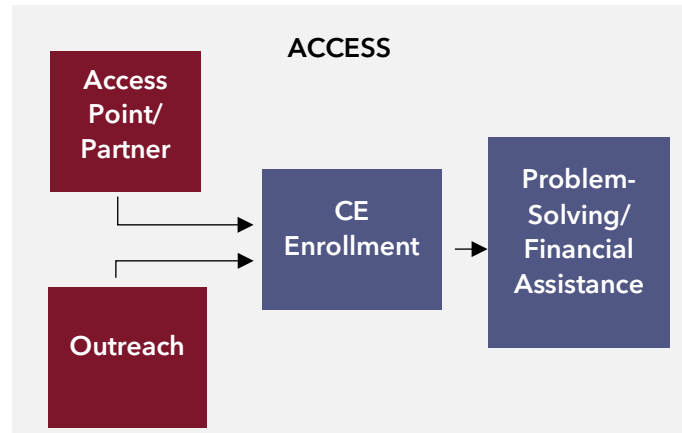 ACCESS
Access
Point/
Partner
Outreach
CE
Enrollment
Problem-
Solving/
Financial
Assistance